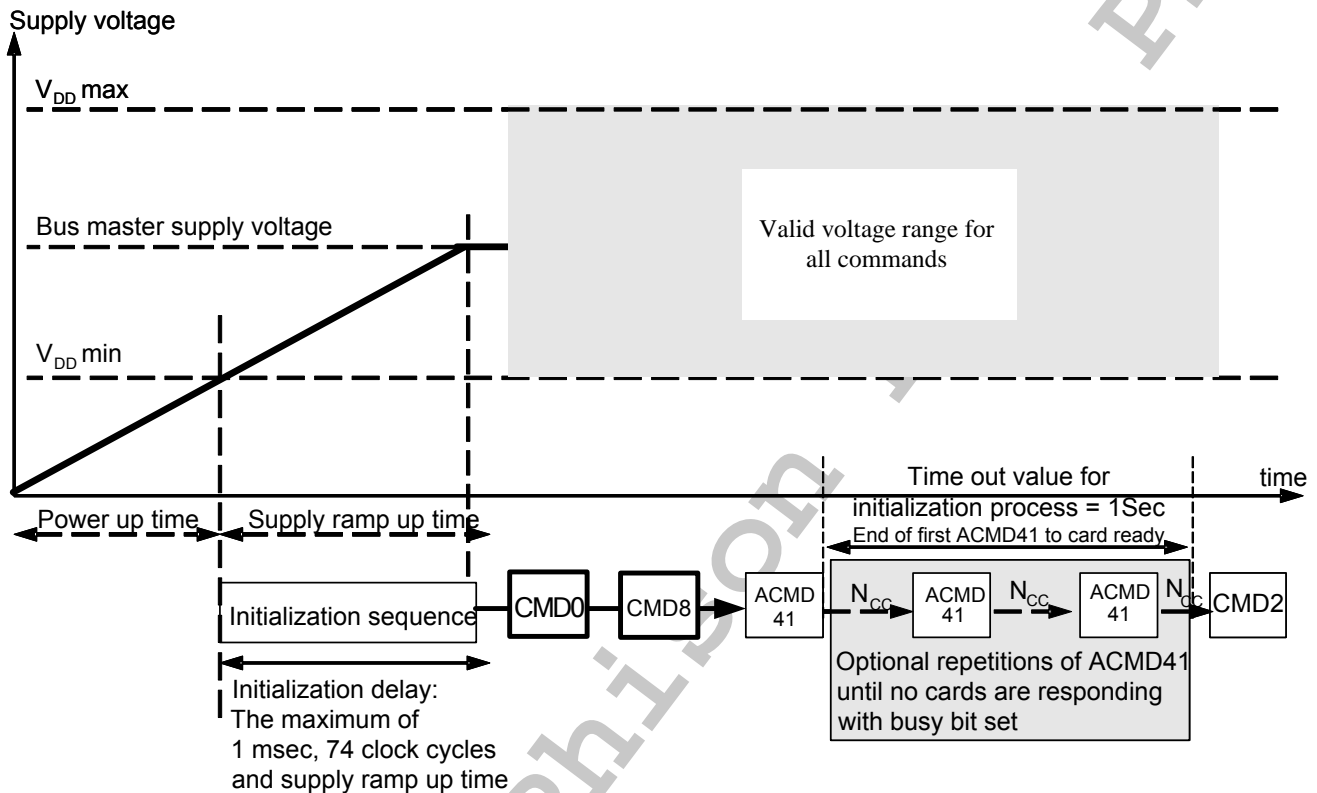 Supply voltage
V_DD max
Bus master supply voltage
Valid voltage range for
all commands
V_DD min
Time out value for
initialization process = 1Sec
End of first ACMD41 to card ready
time
Power up time
Supply ramp up time
Initialization sequence
CMD0
CMD8
ACMD
41
N_CC
ACMD
41
N_CC
ACMD
41
N_CC
CMD2
Optional repetitions of ACMD41
until no cards are responding
with busy bit set
Initialization delay:
The maximum of
1 msec, 74 clock cycles
and supply ramp up time
Phison